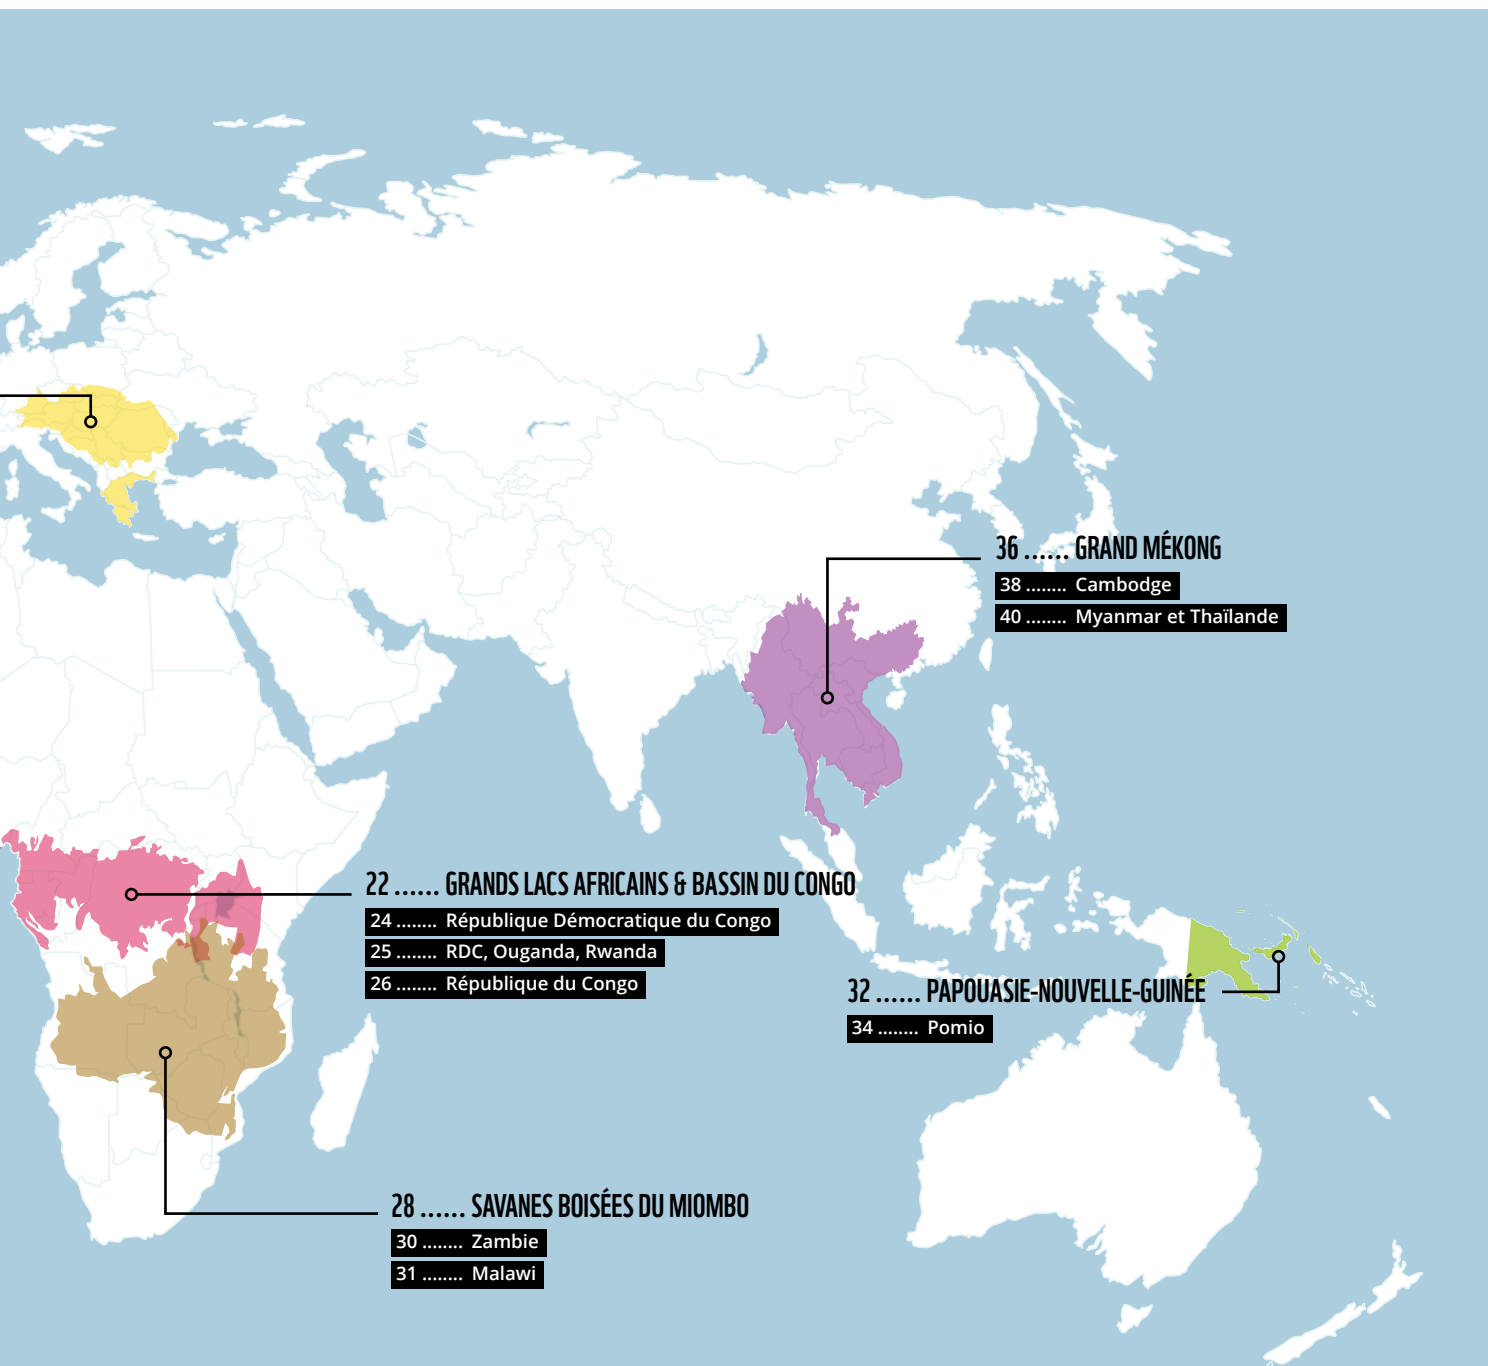 36 ...... GRAND MÉKONG
38 ........ Cambodge
40 ........ Myanmar et Thaïlande
22 ...... GRANDS LACS AFRICAINS & BASSIN DU CONGO
24 ........ République Démocratique du Congo
25 ........ RDC, Ouganda, Rwanda
26 ........ République du Congo
32 ...... PAPOUASIE-NOUVELLE-GUINÉE
34 ........ Pomio
28 ...... SAVANES BOISÉES DU MIOMBO
30 ........ Zambie
31 ........ Malawi